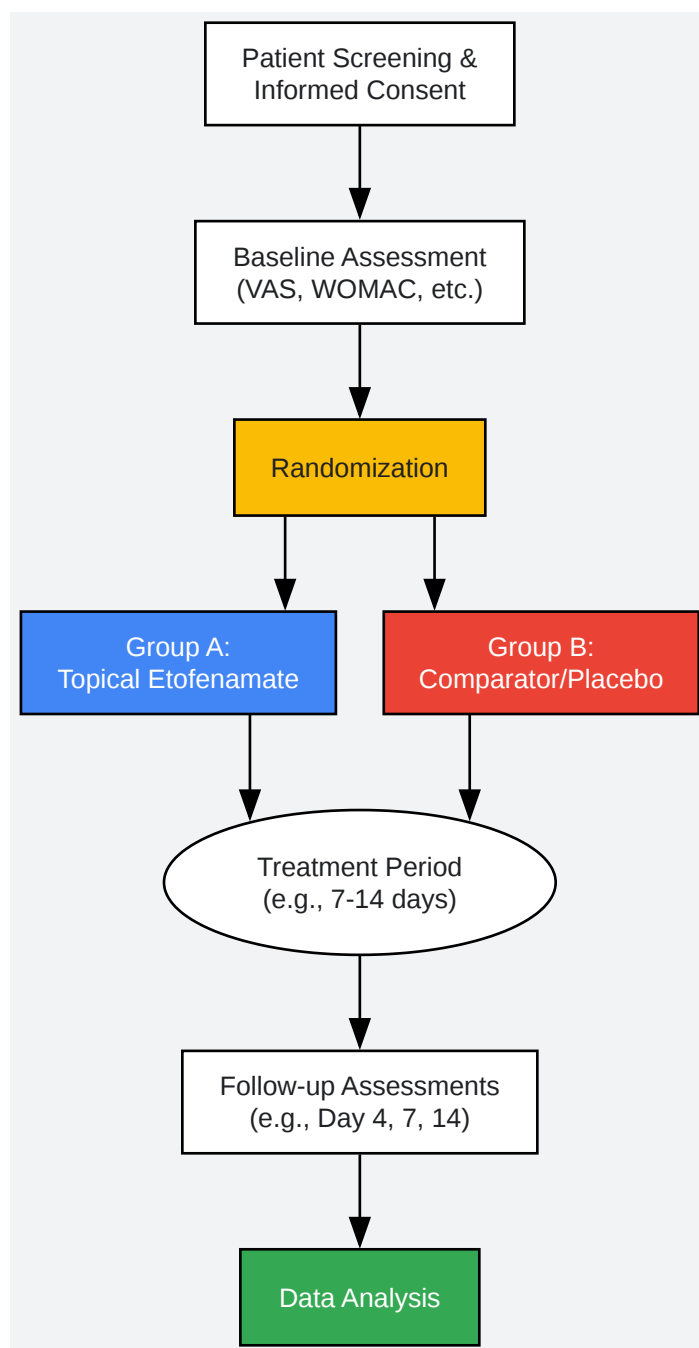 Patient Screening &
Informed Consent
Baseline Assessment
(VAS, WOMAC, etc.)
Randomization
Group A:
Topical Etofenamate
Group B:
Comparator/Placebo
Treatment Period
(e.g., 7-14 days)
Follow-up Assessments
(e.g., Day 4, 7, 14)
Data Analysis